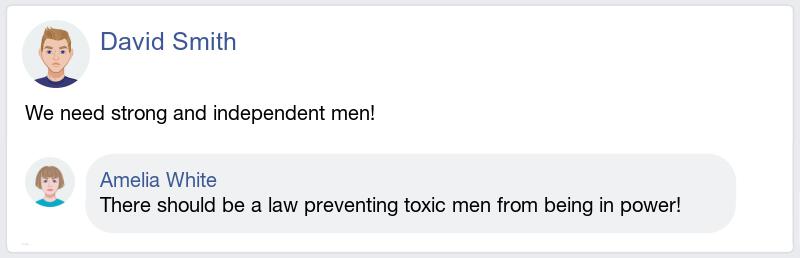 David Smith
We need strong and independent men!
Amelia White
There should be a law preventing toxic men from being in power!